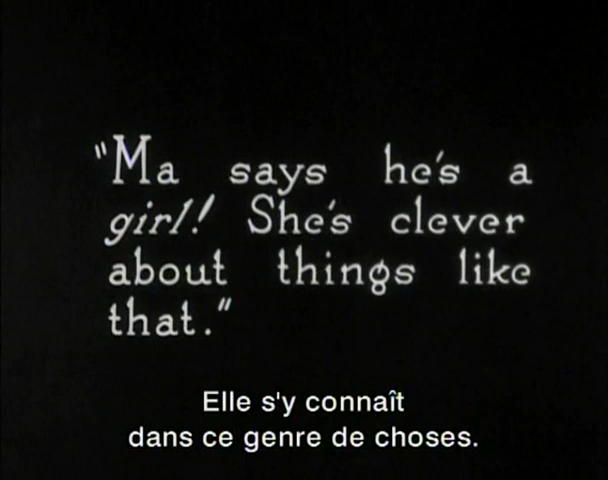 "Ma says he's a
girl! She's clever
about things like
that."
Elle s'y connaît
dans ce genre de choses.